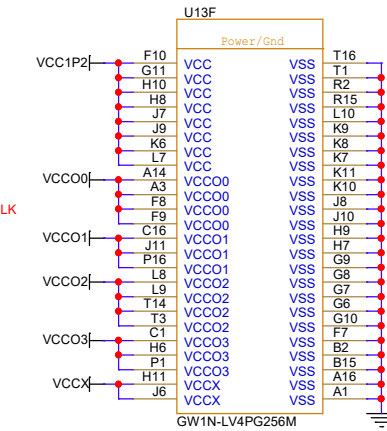 U13F
Power/Gnd
VCC1P2 F10 VCC VSS T16
G11 VCC VSS T1
H10 VCC VSS R2
H8 VCC VSS R15
J7 VCC VSS L10
J9 VCC VSS K9
K6 VCC VSS K8
L7 VCC VSS K7
VCCO0 A14 VCCO0 VSS K11
A3 VCCO0 VSS K10
LK F8 VCCO0 VSS J8
F9 VCCO0 VSS J10
VCCO1 C16 VCCO1 VSS H9
J11 VCCO1 VSS H7
P16 VCCO1 VSS G9
VCCO2 L8 VCCO2 VSS G8
L9 VCCO2 VSS G7
T14 VCCO2 VSS G6
T3 VCCO2 VSS G10
VCCO3 C1 VCCO3 VSS F7
H6 VCCO3 VSS B2
P1 VCCO3 VSS B15
VCCX H11 VCCX VSS A16
J6 VCCX VSS A1
GW1N-LV4PG256M